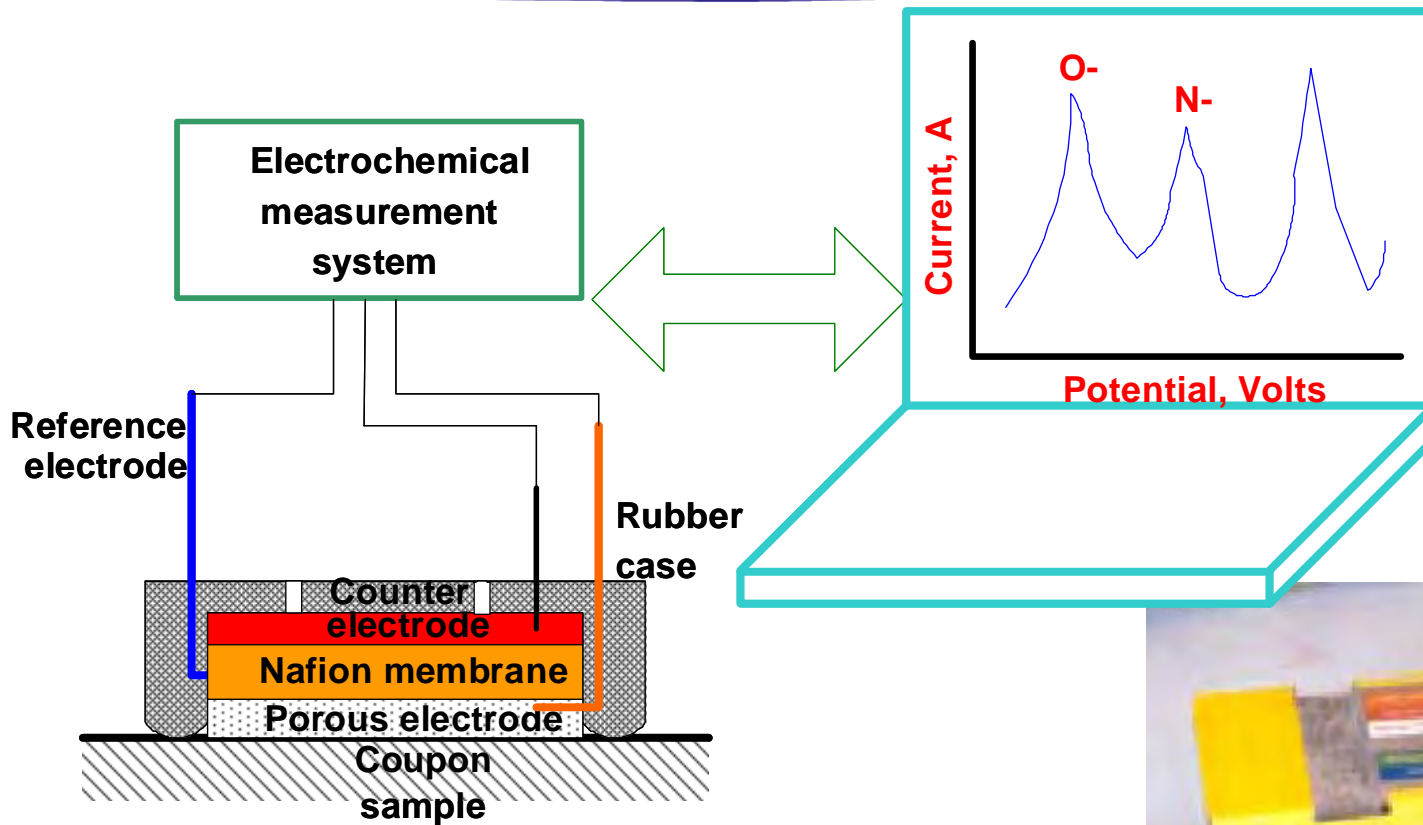 Electrochemical
measurement
system
O-
N-
Current, A
Potential, Volts
Reference
electrode
Rubber
case
Counter
electrode
Nafion membrane
Porous electrode
Coupon
sample